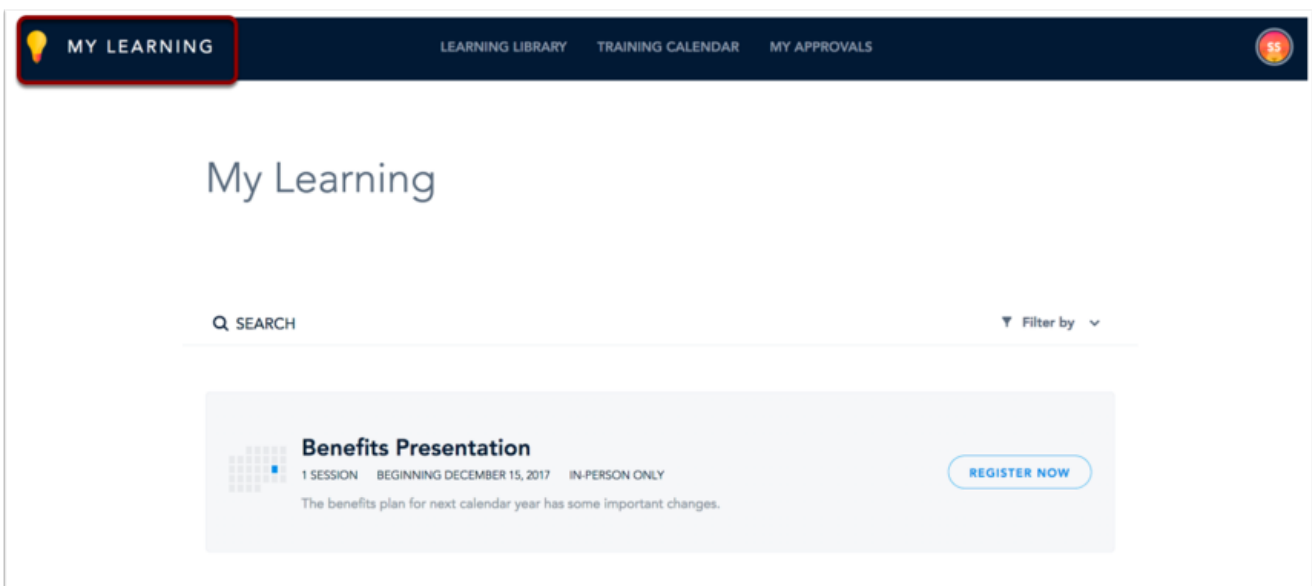 MY LEARNING
LEARNING LIBRARY TRAINING CALENDAR MY APPROVALS
SS
My Learning
SEARCH
Filter by
Benefits Presentation
1 SESSION BEGINNING DECEMBER 15, 2017 IN-PERSON ONLY
The benefits plan for next calendar year has some important changes.
REGISTER NOW